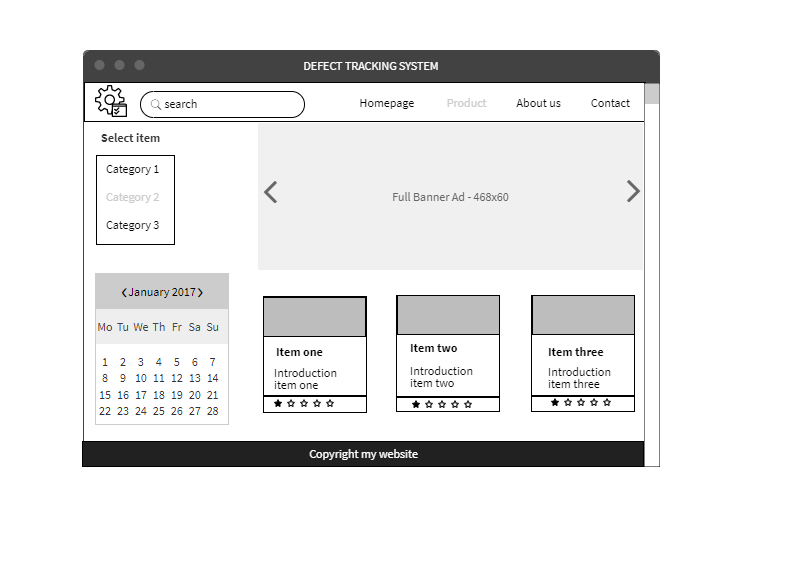 DEFECT TRACKING SYSTEM
search
Homepage
Product
About us
Contact
Select item
Category 1
Category 2
Category 3
Full Banner Ad - 468x60
January 2017
Mo Tu We Th Fr Sa Su
1 2 3 4 5 6 7
8 9 10 11 12 13 14
15 16 17 18 19 20 21
22 23 24 25 26 27 28
Item one
Introduction
item one
Item two
Introduction
item two
Item three
Introduction
item three
Copyright my website